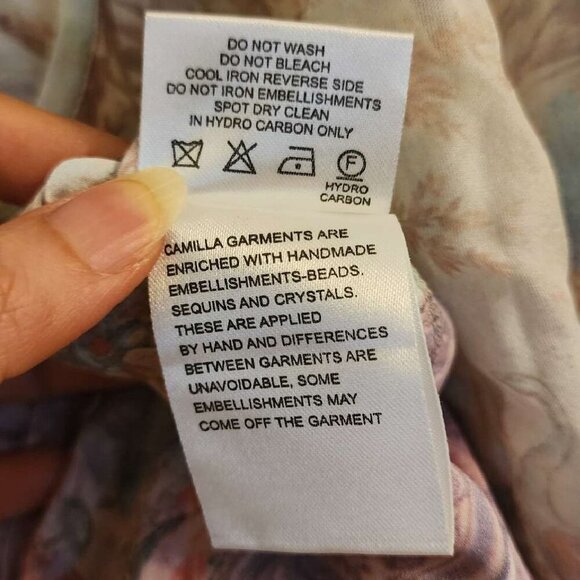 DO NOT WASH
DO NOT BLEACH
COOL IRON REVERSE SIDE
DO NOT IRON EMBELLISHMENTS
SPOT DRY CLEAN
IN HYDRO CARBON ONLY
F
HYDRO
CARBON
CAMILLA GARMENTS ARE
ENRICHED WITH HANDMADE
EMBELLISHMENTS-BEADS.
SEQUINS AND CRYSTALS.
THESE ARE APPLIED
BY HAND AND DIFFERENCES
BETWEEN GARMENTS ARE
UNAVOIDABLE, SOME
EMBELLISHMENTS MAY
COME OFF THE GARMENT